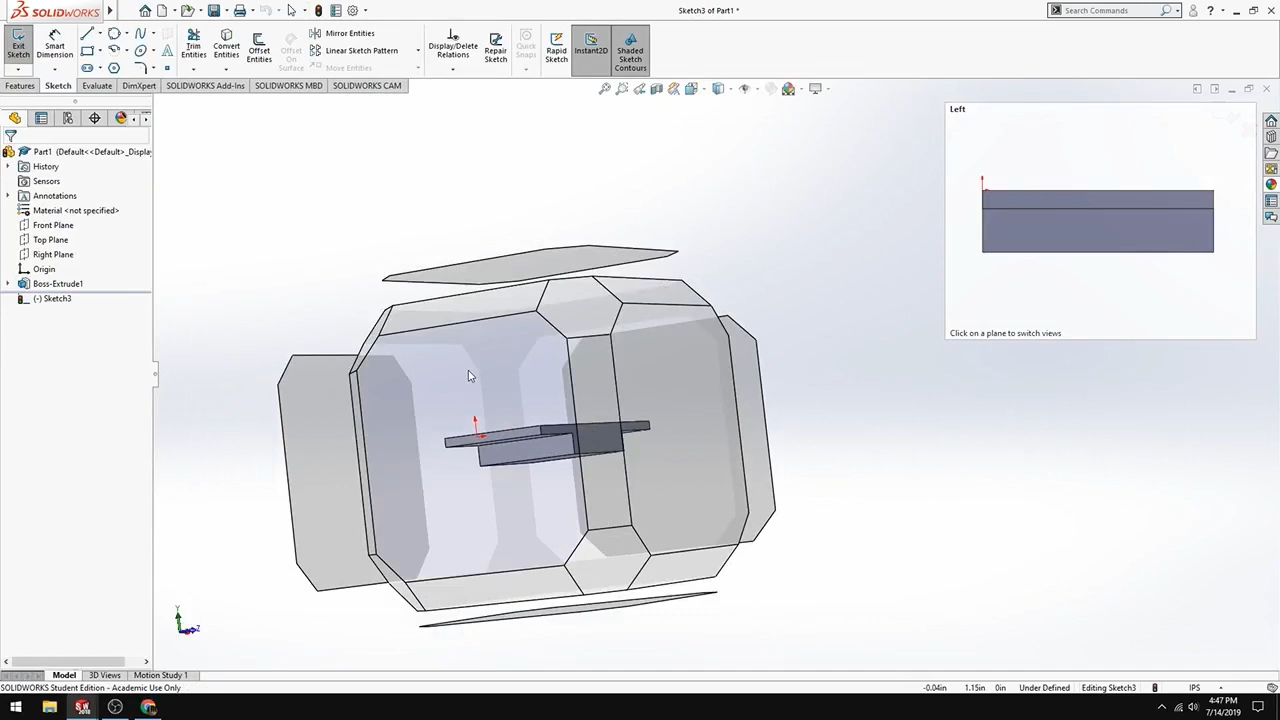 SOLIDWORKS
Sketch3 of Part1 *
Search Commands
Exit Sketch
Smart Dimension
Trim Entities
Convert Entities
Offset Entities
Offset On Surface
Mirror Entities
Linear Sketch Pattern
Move Entities
Display/Delete Relations
Repair Sketch
Quick Snaps
Rapid Sketch
Instant2D
Shaded Sketch Contours
Features
Sketch
Evaluate
DimXpert
SOLIDWORKS Add-Ins
SOLIDWORKS MBD
SOLIDWORKS CAM
Part1 (Default<<Default>_Displa
History
Sensors
Annotations
Material <not specified>
Front Plane
Top Plane
Right Plane
Origin
Boss-Extrude1
(-) Sketch3
Left
Click on a plane to switch views
Y
Z
Model
3D Views
Motion Study 1
SOLIDWORKS Student Edition - Academic Use Only
-0.04in
1.15in
0in
Under Defined
Editing Sketch3
IPS
4:47 PM
7/14/2019